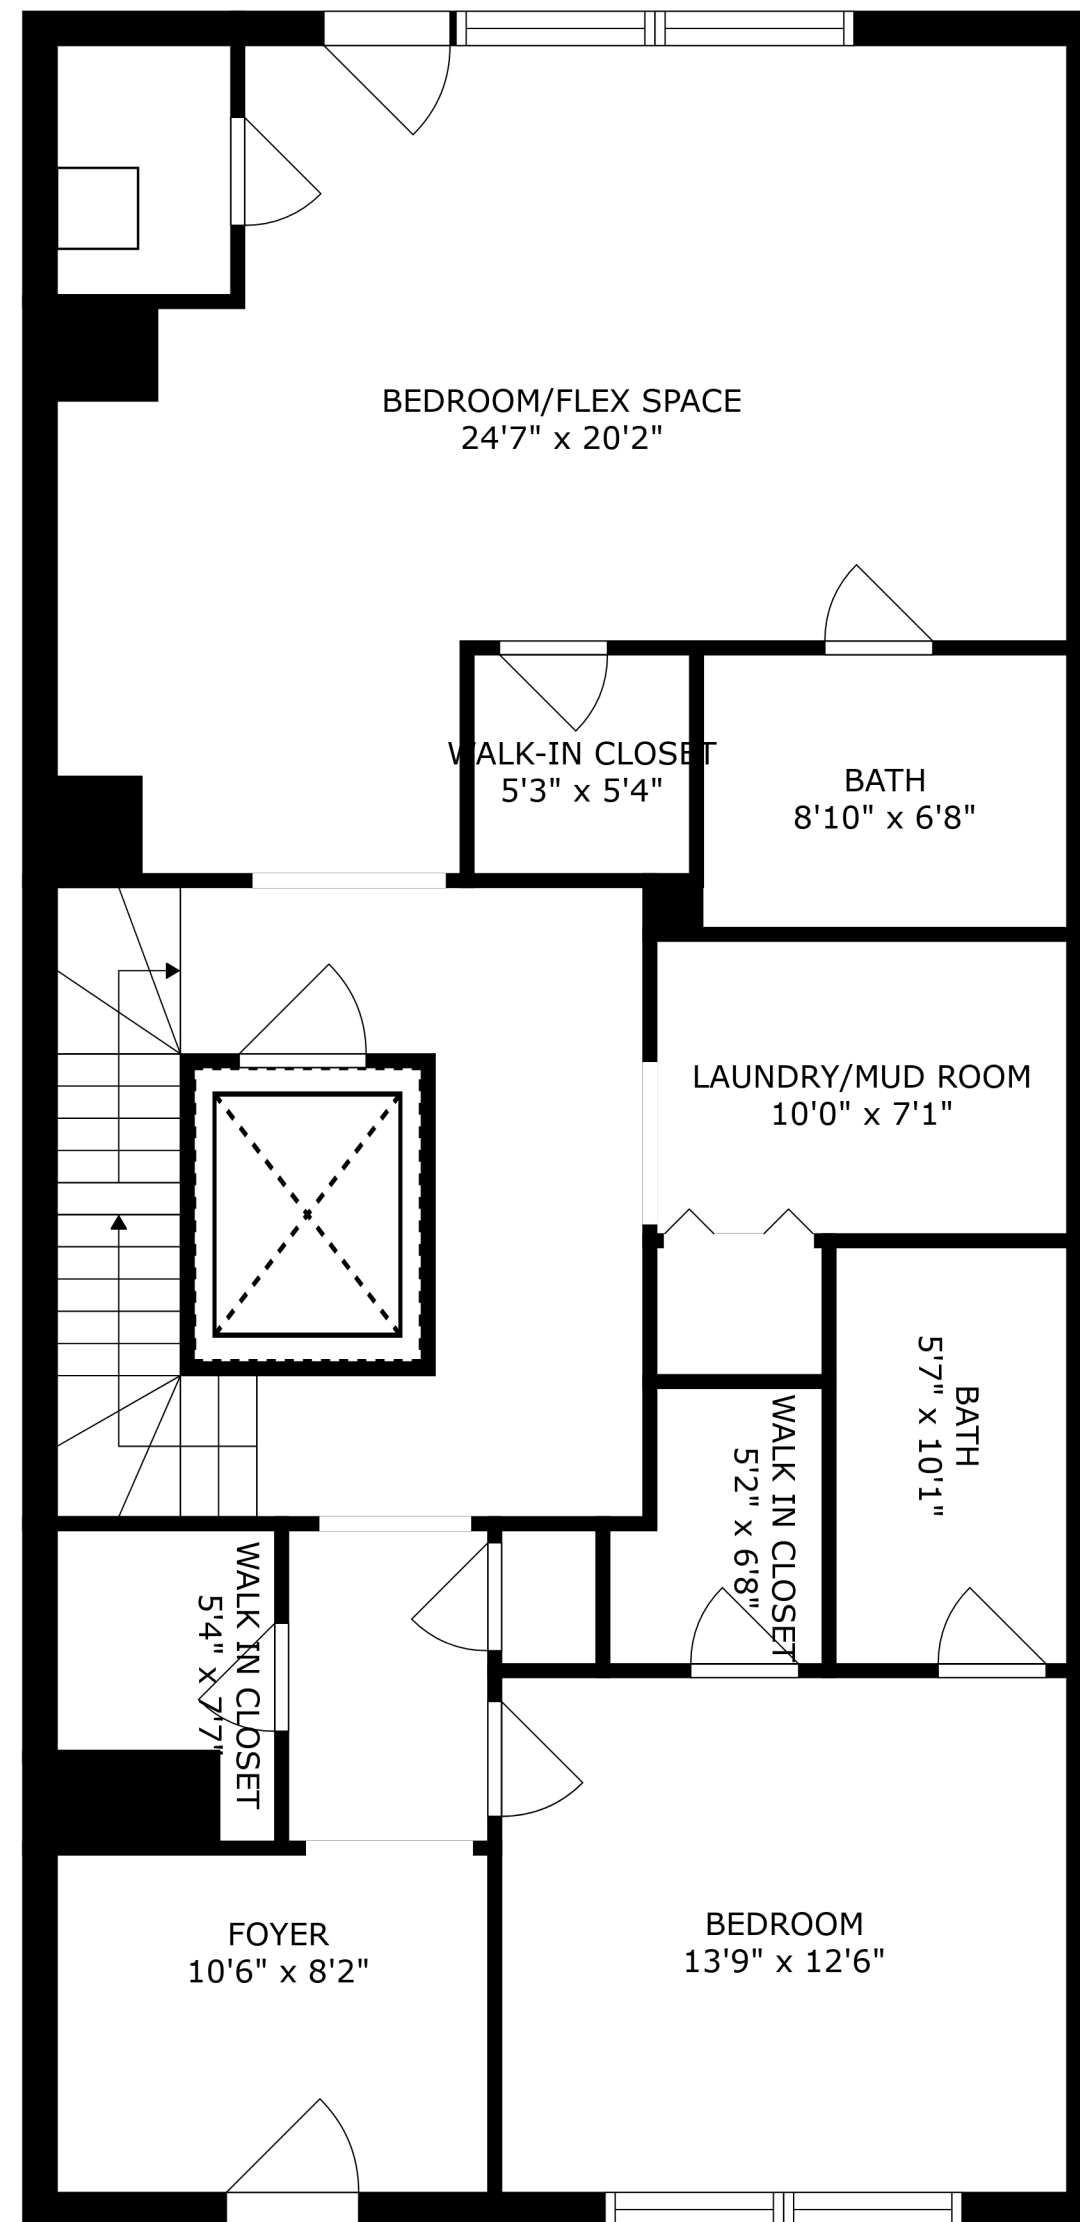 BEDROOM/FLEX SPACE
24'7" x 20'2"
WALK-IN CLOSET
5'3" x 5'4"
BATH
8'10" x 6'8"
LAUNDRY/MUD ROOM
10'0" x 7'1"
BATH
5'7" x 10'1"
WALK IN CLOSET
5'2" x 6'8"
WALK IN CLOSET
5'4" x 7'7"
FOYER
10'6" x 8'2"
BEDROOM
13'9" x 12'6"